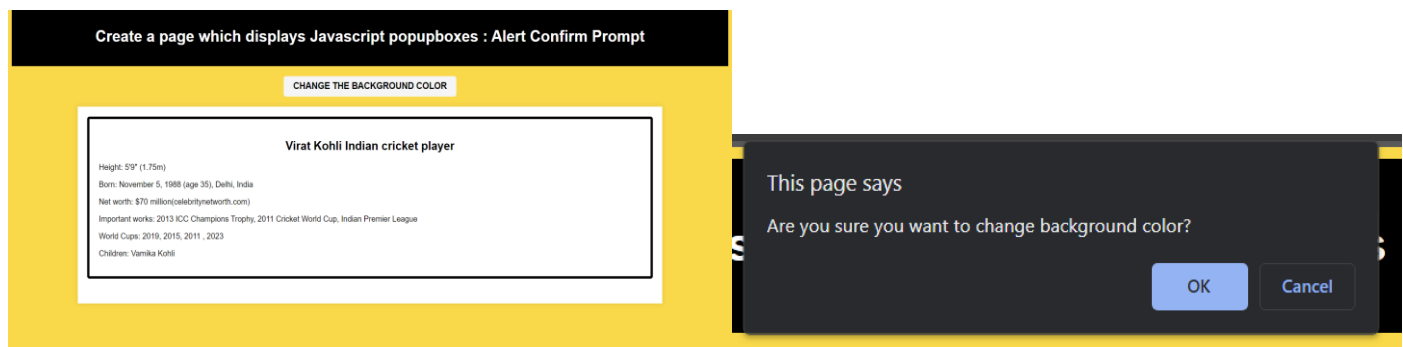 Create a page which displays Javascript popupboxes : Alert Confirm Prompt
CHANGE THE BACKGROUND COLOR
Virat Kohli Indian cricket player
Height: 5'9" (1.75m)
Born: November 5, 1988 (age 35), Delhi, India
Net worth: $70 million(celebritynetworth.com)
Important works: 2013 ICC Champions Trophy, 2011 Cricket World Cup, Indian Premier League
World Cups: 2019, 2015, 2011 , 2023
Children: Vamika Kohli
This page says
Are you sure you want to change background color?
OK Cancel